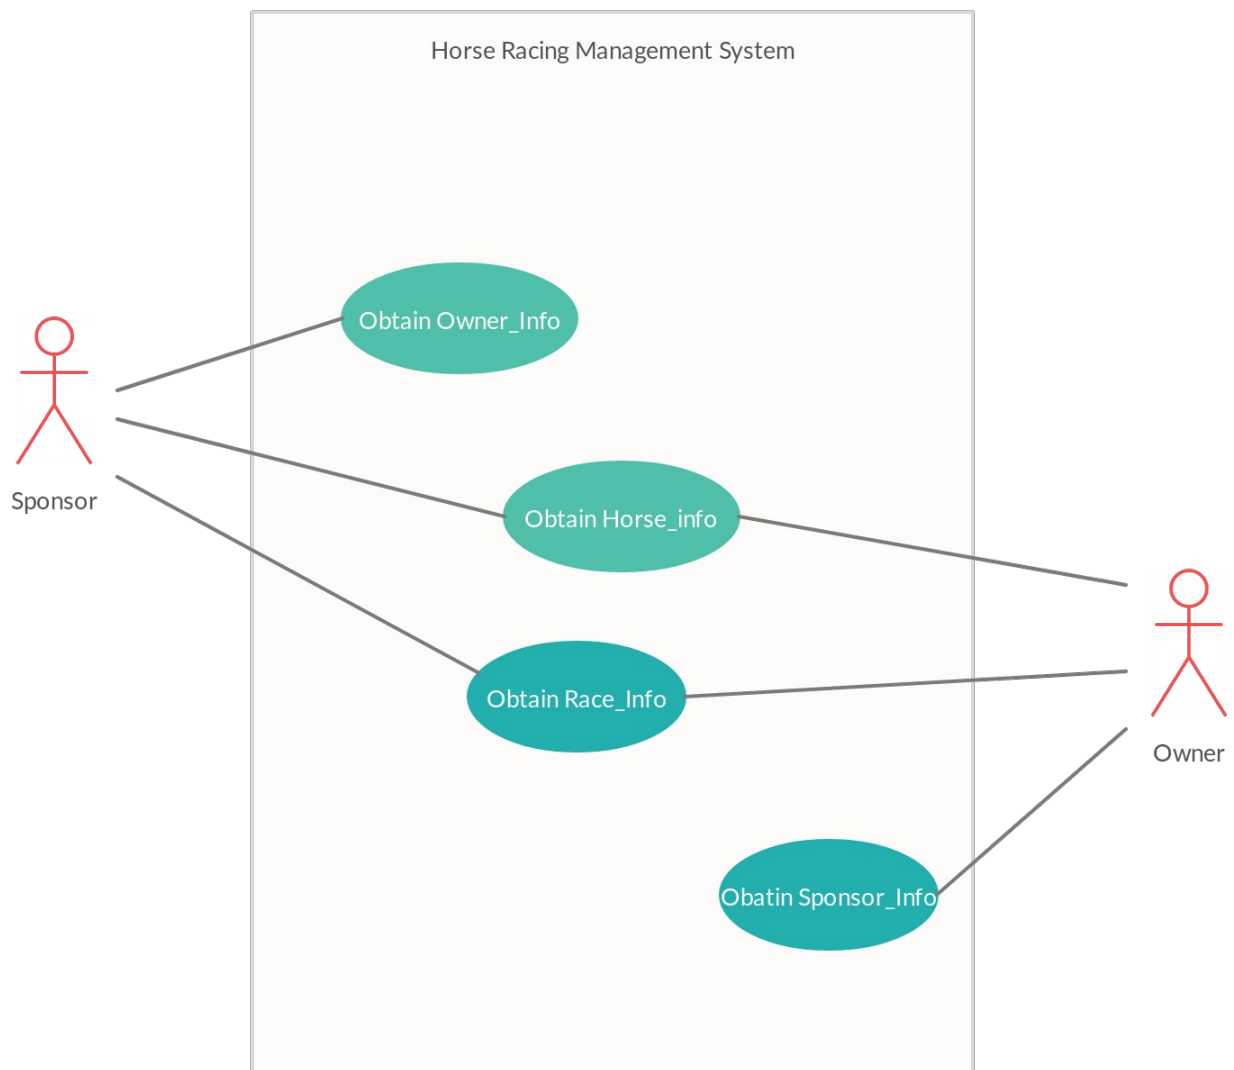 Horse Racing Management System
Obtain Owner_Info
Sponsor
Obtain Horse_info
Obtain Race_Info
Owner
Obatin Sponsor_Info